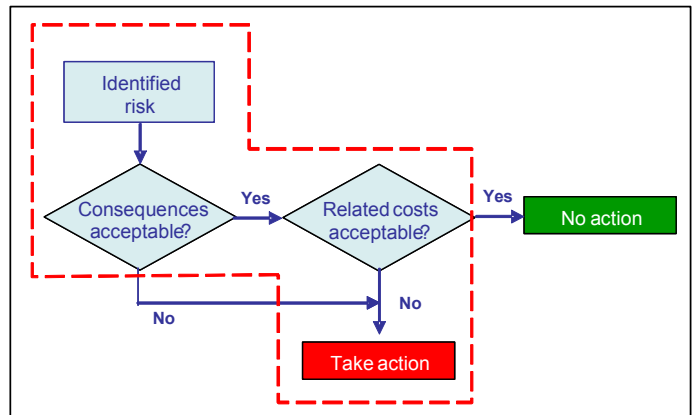 Identified
risk
Consequences
acceptable?
Yes
Related costs
acceptable?
Yes
No action
No
No
Take action